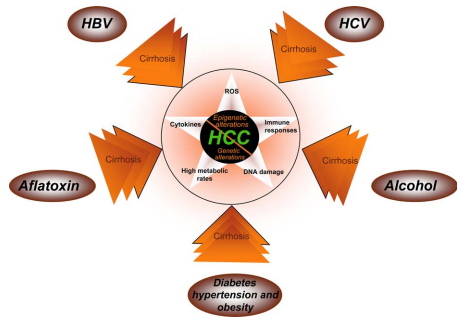 HBV
HCV
Cirrhosis
Cirrhosis
ROS
Epigenetic
alterations
Cytokines
Immune
responses
HCC
Genetic
alterations
High metabolic
rates
DNA damage
Cirrhosis
Cirrhosis
Aflatoxin
Alcohol
Cirrhosis
Diabetes
hypertension and
obesity